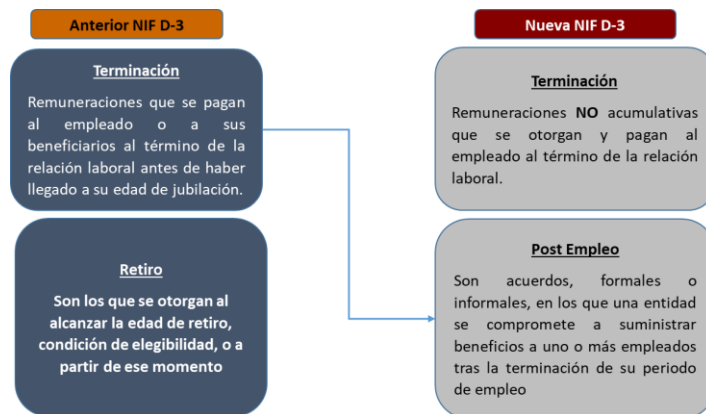 Anterior NIF D-3
Terminación
Remuneraciones que se pagan
al empleado o a sus
beneficiarios al término de la
relación laboral antes de haber
llegado a su edad de jubilación.
Retiro
Son los que se otorgan al
alcanzar la edad de retiro,
condición de elegibilidad, o a
partir de ese momento
Nueva NIF D-3
Terminación
Remuneraciones NO acumulativas
que se otorgan y pagan al
empleado al término de la relación
laboral.
Post Empleo
Son acuerdos, formales o
informales, en los que una entidad
se compromete a suministrar
beneficios a uno o más empleados
tras la terminación de su periodo
de empleo